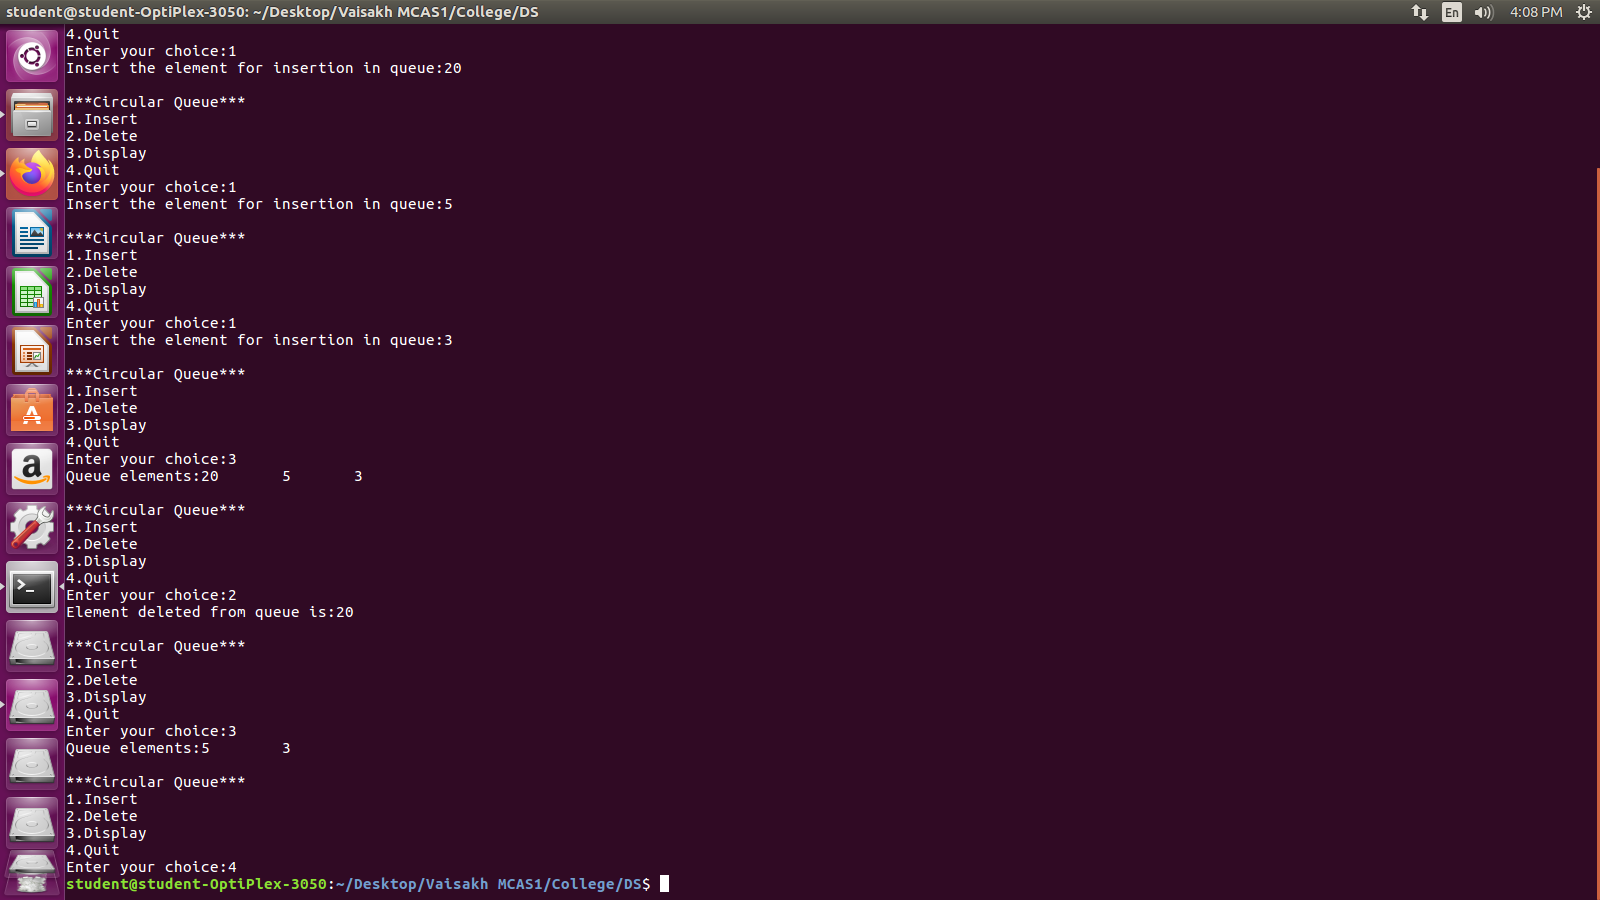 student@student-OptiPlex-3050: ~/Desktop/Vaisakh MCAS1/College/DS
En
4:08 PM
4.Quit
Enter your choice:1
Insert the element for insertion in queue:20
***Circular Queue***
1.Insert
2.Delete
3.Display
4.Quit
Enter your choice:1
Insert the element for insertion in queue:5
***Circular Queue***
1.Insert
2.Delete
3.Display
4.Quit
Enter your choice:1
Insert the element for insertion in queue:3
***Circular Queue***
1.Insert
2.Delete
3.Display
4.Quit
Enter your choice:3
Queue elements:20 5 3
***Circular Queue***
1.Insert
2.Delete
3.Display
4.Quit
Enter your choice:2
Element deleted from queue is:20
***Circular Queue***
1.Insert
2.Delete
3.Display
4.Quit
Enter your choice:3
Queue elements:5 3
***Circular Queue***
1.Insert
2.Delete
3.Display
4.Quit
Enter your choice:4
student@student-OptiPlex-3050:~/Desktop/Vaisakh MCAS1/College/DS$